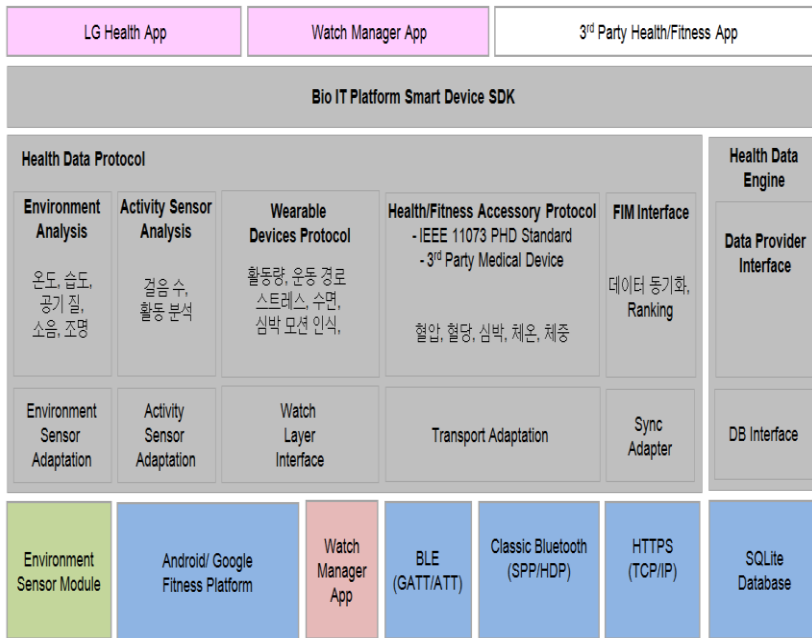 LG Health App
Watch Manager App
3rd Party Health/Fitness App
Bio IT Platform Smart Device SDK
Health Data Protocol
Environment
Analysis
온도, 습도,
공기 질,
소음, 조명
Activity Sensor
Analysis
걸음 수,
활동 분석
Wearable
Devices Protocol
활동량, 운동 경로
스트레스, 수면,
심박 모션 인식,
Health/Fitness Accessory Protocol
- IEEE 11073 PHD Standard
- 3rd Party Medical Device
혈압, 혈당, 심박, 체온, 체중
FIM Interface
데이터 동기화,
Ranking
Health Data
Engine
Data Provider
Interface
Environment
Sensor
Adaptation
Activity
Sensor
Adaptation
Watch
Layer
Interface
Transport Adaptation
Sync
Adapter
DB Interface
Environment
Sensor Module
Android/ Google
Fitness Platform
Watch
Manager
App
BLE
(GATT/ATT)
Classic Bluetooth
(SPP/HDP)
HTTPS
(TCP/IP)
SQLite
Database